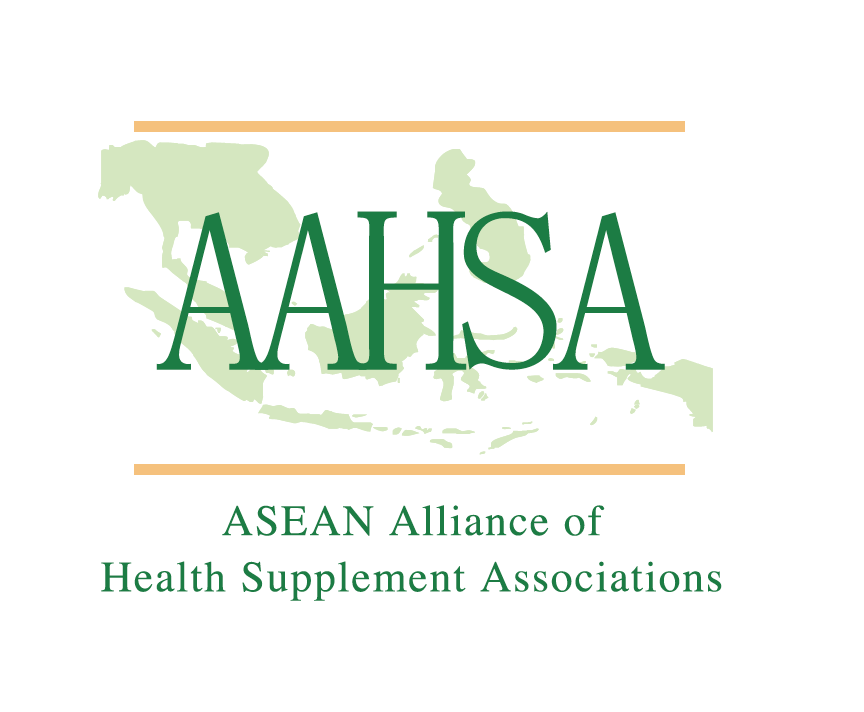 AAHSA
ASEAN Alliance of
Health Supplement Associations